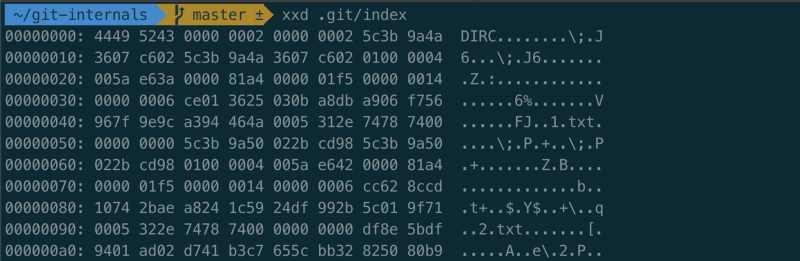 ~/git-internals master ± xxd .git/index
00000000: 4449 5243 0000 0002 0000 0002 5c3b 9a4a DIRC........\;.J
00000010: 3607 c602 5c3b 9a4a 3607 c602 0100 0004 6...\;.J6.......
00000020: 005a e63a 0000 81a4 0000 01f5 0000 0014 .Z.:............
00000030: 0000 0006 ce01 3625 030b a8db a906 f756 ......6%.......V
00000040: 967f 9e9c a394 464a 0005 312e 7478 7400 ......FJ..1.txt.
00000050: 0000 0000 5c3b 9a50 022b cd98 5c3b 9a50 ....\;.P.+..\;.P
00000060: 022b cd98 0100 0004 005a e642 0000 81a4 .+.......Z.B....
00000070: 0000 01f5 0000 0014 0000 0006 cc62 8ccd .............b..
00000080: 1074 2bae a824 1c59 24df 992b 5c01 9f71 .t+..$.Y$..+\..q
00000090: 0005 322e 7478 7400 0000 0000 df8e 5bdf ..2.txt.......[.
000000a0: 9401 ad02 d741 b3c7 655c bb32 8250 80b9 .....A..e\.2.P..